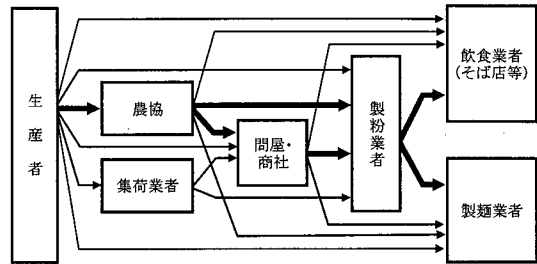 生産者
農協
集荷業者
問屋・
商社
製粉業者
飲食業者
(そば店等)
製麺業者